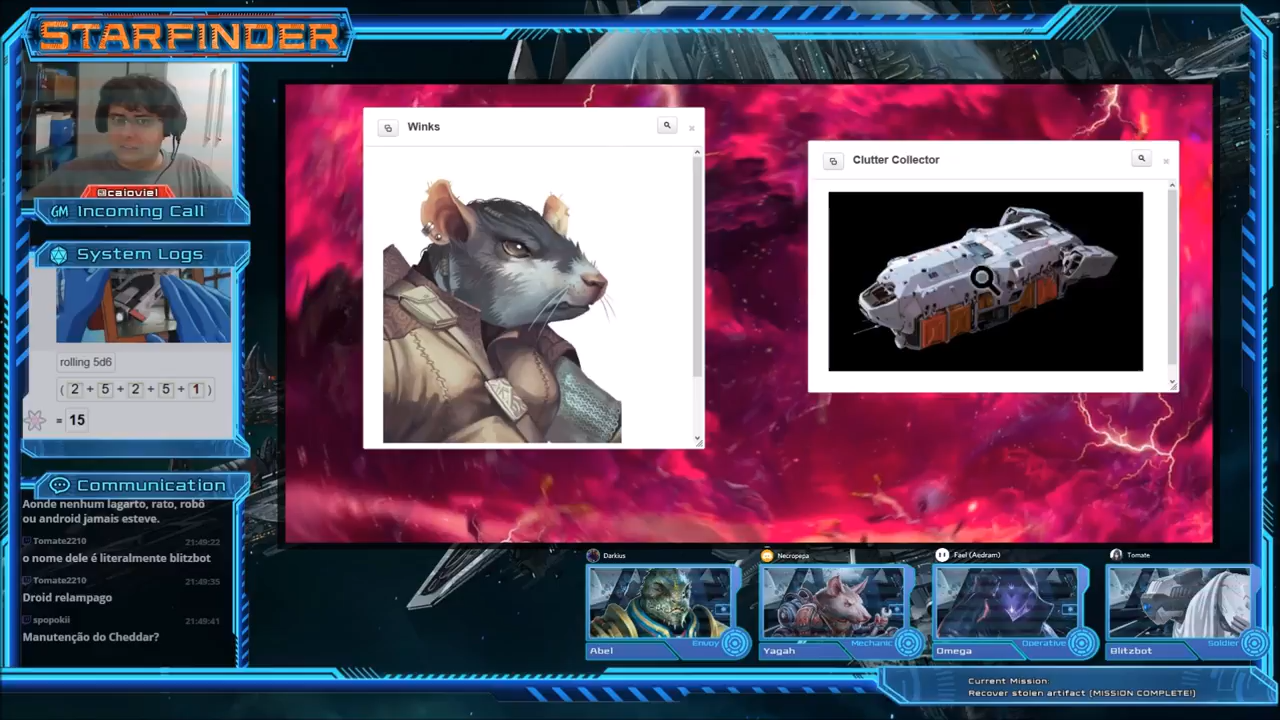 STARFINDER
@caioviel
GM Incoming Call
System Logs
rolling 5d6
( 2 + 5 + 2 + 5 + 1 )
= 15
Communication
Aonde nenhum lagarto, rato, robô
ou android jamais esteve.
Tomate2210 21:49:22
o nome dele é literalmente blitzbot
Tomate2210 21:49:35
Droid relampago
spopokii 21:49:41
Manutenção do Cheddar?
Winks ×
Clutter Collector ×
Darkius
Envoy
Abel
Necropepa
Mechanic
Yagah
Fael (Aedram)
Operative
Omega
Tomate
Soldier
Blitzbot
Current Mission:
Recover stolen artifact (MISSION COMPLETE!)